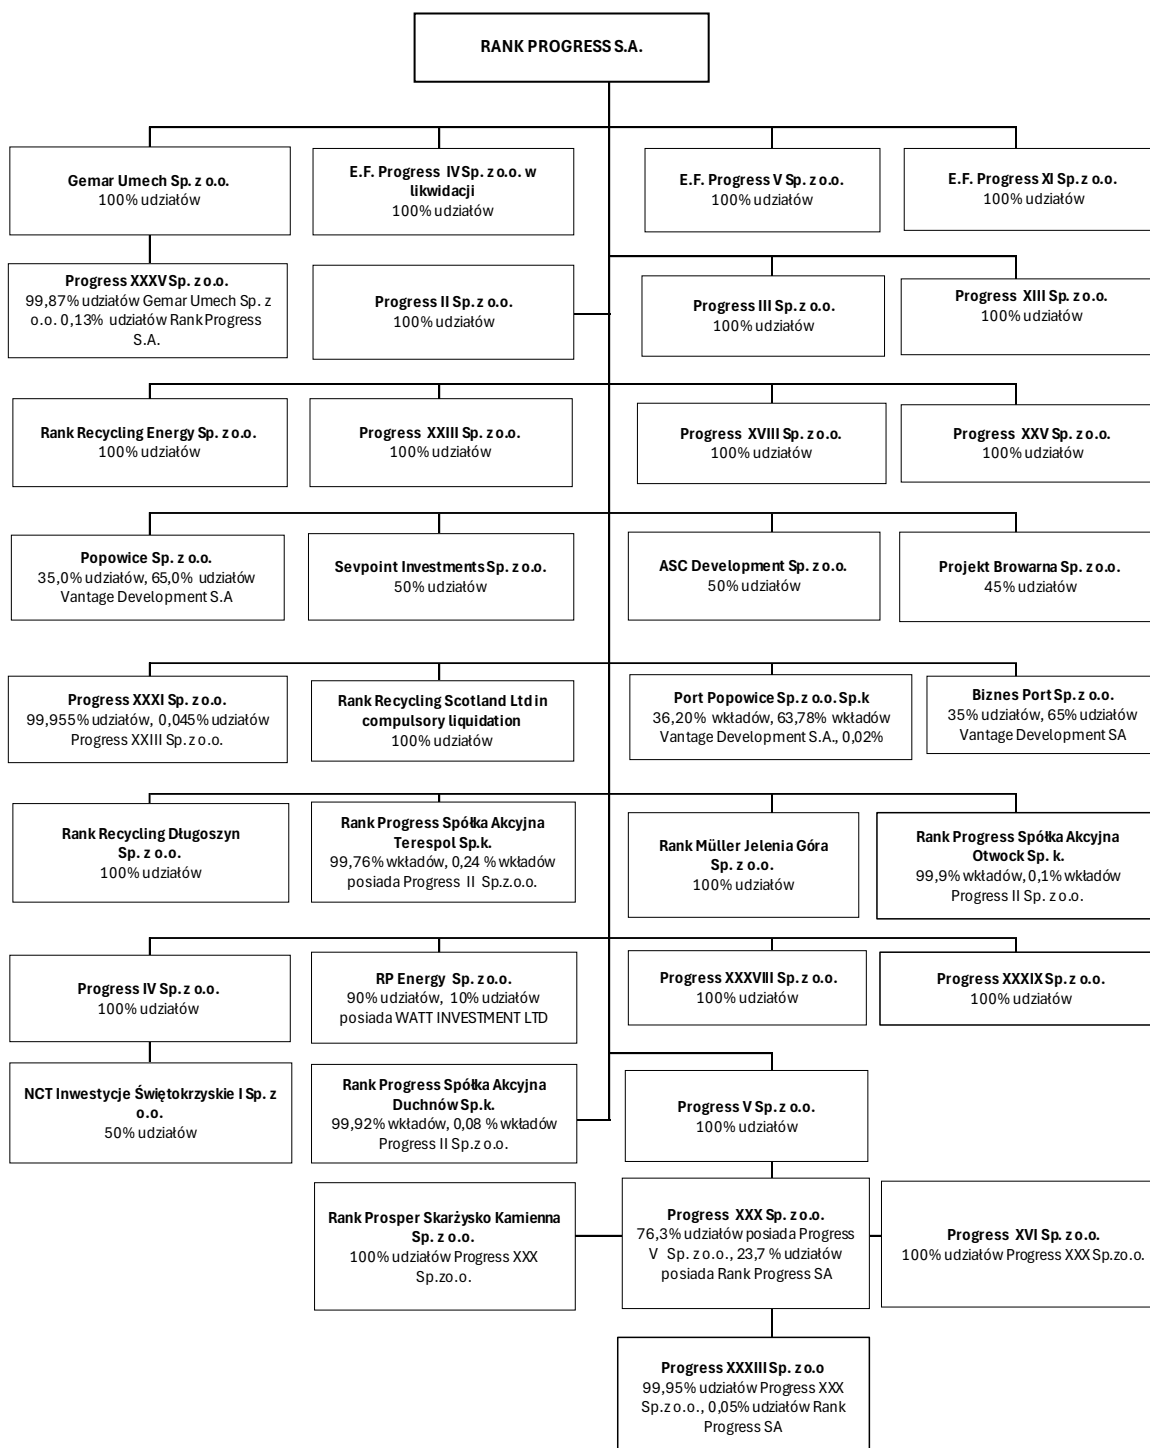 RANK PROGRESS S.A.
Gemar Umech Sp. z o.o.
100% udziałów
E.F. Progress IV Sp. z o.o. w
likwidacji
100% udziałów
E.F. Progress V Sp. z o.o.
100% udziałów
E.F. Progress XI Sp. z o.o.
100% udziałów
Progress XXXV Sp. z o.o.
99,87% udziałów Gemar Umech Sp. z
o.o. 0,13% udziałów Rank Progress
S.A.
Progress II Sp. z o.o.
100% udziałów
Progress III Sp. z o.o.
100% udziałów
Progress XIII Sp. z o.o.
100% udziałów
Rank Recycling Energy Sp. z o.o.
100% udziałów
Progress XXIII Sp. z o.o.
100% udziałów
Progress XVIII Sp. z o.o.
100% udziałów
Progress XXV Sp. z o.o.
100% udziałów
Popowice Sp. z o.o.
35,0% udziałów, 65,0% udziałów
Vantage Development S.A
Sevpoint Investments Sp. z o.o.
50% udziałów
ASC Development Sp. z o.o.
50% udziałów
Projekt Browarna Sp. z o.o.
45% udziałów
Progress XXXI Sp. z o.o.
99,955% udziałów, 0,045% udziałów
Progress XXIII Sp. z o.o.
Rank Recycling Scotland Ltd in
compulsory liquidation
100% udziałów
Port Popowice Sp. z o.o. Sp.k
36,20% wkładów, 63,78% wkładów
Vantage Development S.A., 0,02%
Biznes Port Sp. z o.o.
35% udziałów, 65% udziałów
Vantage Development SA
Rank Recycling Długoszyn
Sp. z o.o.
100% udziałów
Rank Progress Spółka Akcyjna
Terespol Sp.k.
99,76% wkładów, 0,24 % wkładów
posiada Progress II Sp.z.o.o.
Rank Müller Jelenia Góra
Sp. z o.o.
100% udziałów
Rank Progress Spółka Akcyjna
Otwock Sp. k.
99,9% wkładów, 0,1% wkładów
Progress II Sp. z o.o.
Progress IV Sp. z o.o.
100% udziałów
RP Energy Sp. z o.o.
90% udziałów, 10% udziałów
posiada WATT INVESTMENT LTD
Progress XXXVIII Sp. z o.o.
100% udziałów
Progress XXXIX Sp. z o.o.
100% udziałów
NCT Inwestycje Świętokrzyskie I Sp. z
o.o.
50% udziałów
Rank Progress Spółka Akcyjna
Duchnów Sp.k.
99,92% wkładów, 0,08 % wkładów
Progress II Sp.z o.o.
Progress V Sp. z o.o.
100% udziałów
Rank Prosper Skarżysko Kamienna
Sp. z o.o.
100% udziałów Progress XXX
Sp.zo.o.
Progress XXX Sp. z o.o.
76,3% udziałów posiada Progress
V Sp. z o.o., 23,7 % udziałów
posiada Rank Progress SA
Progress XVI Sp. z o.o.
100% udziałów Progress XXX Sp.zo.o.
Progress XXXIII Sp. z o.o
99,95% udziałów Progress XXX
Sp.z o.o., 0,05% udziałów Rank
Progress SA